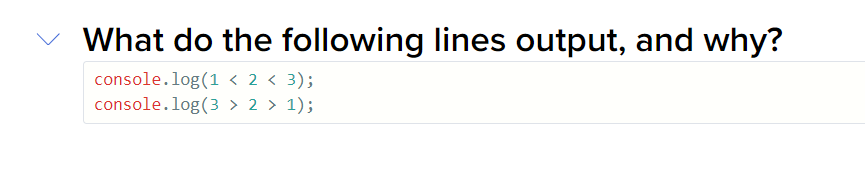 What do the following lines output, and why?
console.log(1 < 2 < 3);
console.log(3 > 2 > 1);